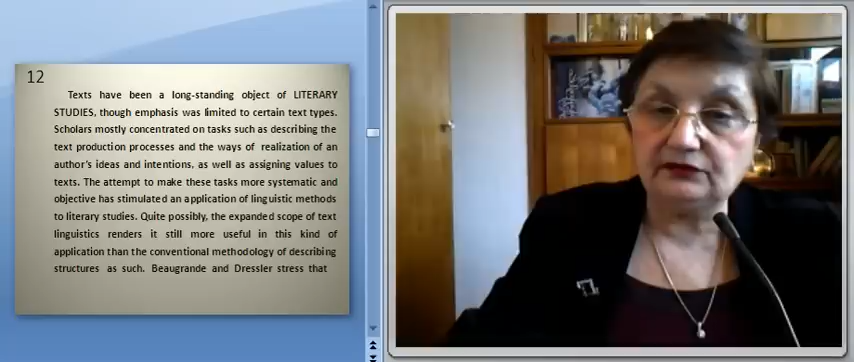 12
Texts have been a long-standing object of LITERARY
STUDIES, though emphasis was limited to certain text types.
Scholars mostly concentrated on tasks such as describing the
text production processes and the ways of realization of an
author's ideas and intentions, as well as assigning values to
texts. The attempt to make these tasks more systematic and
objective has stimulated an application of linguistic methods
to literary studies. Quite possibly, the expanded scope of text
linguistics renders it still more useful in this kind of
application than the conventional methodology of describing
structures as such. Beaugrande and Dressler stress that